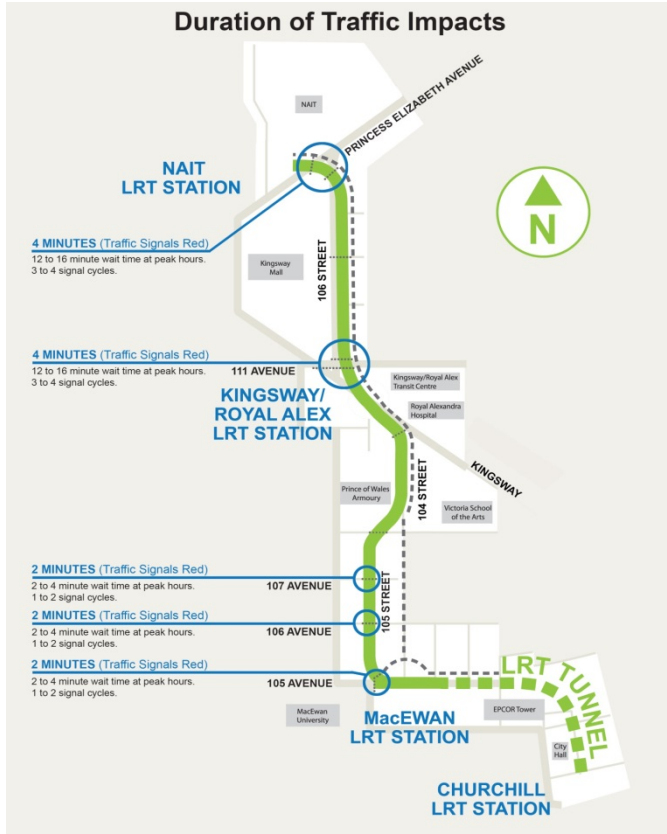 Duration of Traffic Impacts
NAIT
PRINCESS ELIZABETH AVENUE
NAIT
LRT STATION
N
4 MINUTES (Traffic Signals Red)
12 to 16 minute wait time at peak hours.
3 to 4 signal cycles.
Kingsway
Mall
106 STREET
4 MINUTES (Traffic Signals Red)
12 to 16 minute wait time at peak hours.
3 to 4 signal cycles.
111 AVENUE
KINGSWAY/
ROYAL ALEX
LRT STATION
Kingsway/Royal Alex
Transit Centre
Royal Alexandra
Hospital
KINGSWAY
Prince of Wales
Armoury
104 STREET
Victoria School
of the Arts
2 MINUTES (Traffic Signals Red)
2 to 4 minute wait time at peak hours.
1 to 2 signal cycles.
107 AVENUE
105 STREET
2 MINUTES (Traffic Signals Red)
2 to 4 minute wait time at peak hours.
1 to 2 signal cycles.
106 AVENUE
2 MINUTES (Traffic Signals Red)
2 to 4 minute wait time at peak hours.
1 to 2 signal cycles.
105 AVENUE
LRT TUNNEL
MacEwan
University
MacEWAN
LRT STATION
EPCOR Tower
City
Hall
CHURCHILL
LRT STATION